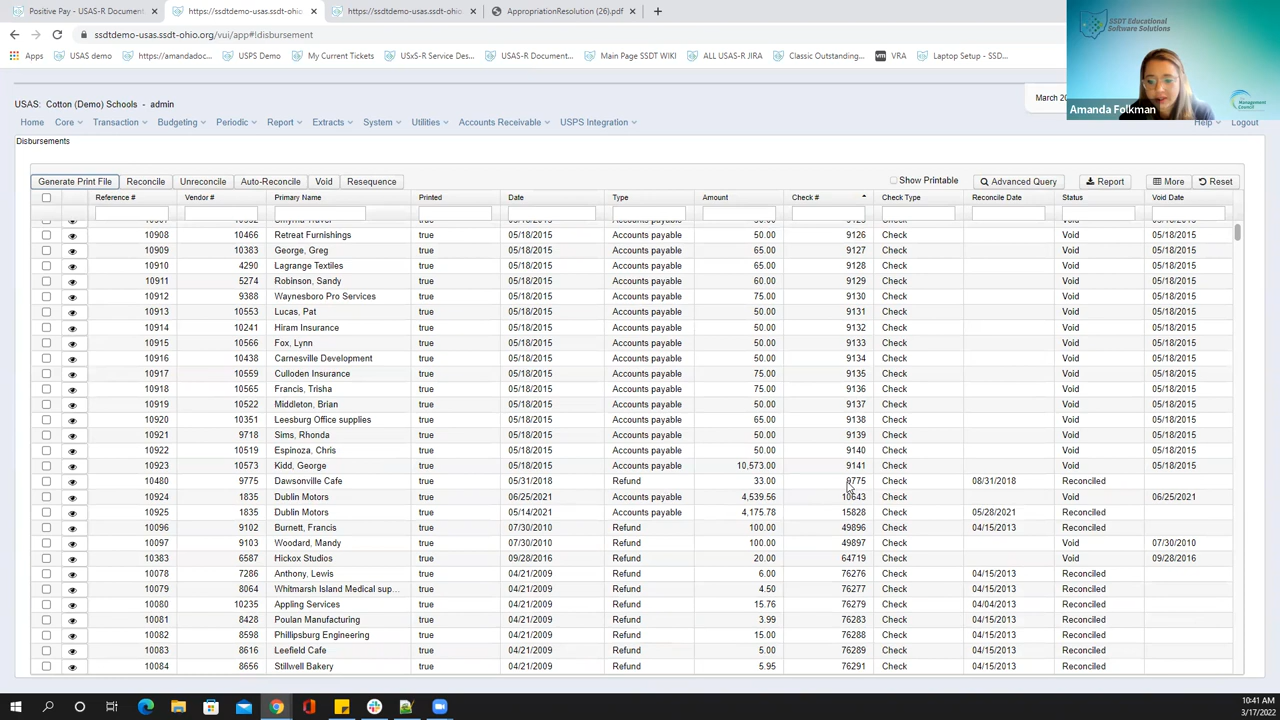 Positive Pay - USAS-R Document
https://ssdtdemo-usas.ssdt-ohio
https://ssdtdemo-usas.ssdt-ohio
AppropriationResolution (26).pdf
ssdtdemo-usas.ssdt-ohio.org/vui/app#!disbursement
Apps USAS demo https://amandadoc... USPS Demo My Current Tickets USxS-R Service Des... USAS-R Document... Main Page SSDT WIKI ALL USAS-R JIRA Classic Outstanding... VRA Laptop Setup - SSD...
SSDT Educational
Software Solutions
Management
Council
Amanda Folkman
USAS: Cotton (Demo) Schools - admin
March 20
Home Core Transaction Budgeting Periodic Report Extracts System Utilities Accounts Receivable USPS Integration Help Logout
Disbursements
Generate Print File Reconcile Unreconcile Auto-Reconcile Void Resequence Show Printable Advanced Query Report More Reset
Reference # Vendor # Primary Name Printed Date Type Amount Check # Check Type Reconcile Date Status Void Date
10908 10466 Retreat Furnishings true 05/18/2015 Accounts payable 50.00 9126 Check Void 05/18/2015
10909 10383 George, Greg true 05/18/2015 Accounts payable 65.00 9127 Check Void 05/18/2015
10910 4290 Lagrange Textiles true 05/18/2015 Accounts payable 65.00 9128 Check Void 05/18/2015
10911 5274 Robinson, Sandy true 05/18/2015 Accounts payable 60.00 9129 Check Void 05/18/2015
10912 9388 Waynesboro Pro Services true 05/18/2015 Accounts payable 75.00 9130 Check Void 05/18/2015
10913 10553 Lucas, Pat true 05/18/2015 Accounts payable 75.00 9131 Check Void 05/18/2015
10914 10241 Hiram Insurance true 05/18/2015 Accounts payable 50.00 9132 Check Void 05/18/2015
10915 10566 Fox, Lynn true 05/18/2015 Accounts payable 50.00 9133 Check Void 05/18/2015
10916 10438 Carnesville Development true 05/18/2015 Accounts payable 50.00 9134 Check Void 05/18/2015
10917 10559 Culloden Insurance true 05/18/2015 Accounts payable 75.00 9135 Check Void 05/18/2015
10918 10565 Francis, Trisha true 05/18/2015 Accounts payable 75.00 9136 Check Void 05/18/2015
10919 10522 Middleton, Brian true 05/18/2015 Accounts payable 50.00 9137 Check Void 05/18/2015
10920 10351 Leesburg Office supplies true 05/18/2015 Accounts payable 65.00 9138 Check Void 05/18/2015
10921 9718 Sims, Rhonda true 05/18/2015 Accounts payable 50.00 9139 Check Void 05/18/2015
10922 10519 Espinoza, Chris true 05/18/2015 Accounts payable 50.00 9140 Check Void 05/18/2015
10923 10573 Kidd, George true 05/18/2015 Accounts payable 10,573.00 9141 Check Void 05/18/2015
10480 9775 Dawsonville Cafe true 05/31/2018 Refund 33.00 9775 Check 08/31/2018 Reconciled
10924 1835 Dublin Motors true 06/25/2021 Accounts payable 4,539.56 10643 Check Void 06/25/2021
10925 1835 Dublin Motors true 05/14/2021 Accounts payable 4,175.78 15828 Check 05/28/2021 Reconciled
10096 9102 Burnett, Francis true 07/30/2010 Refund 100.00 49896 Check 04/15/2013 Reconciled
10097 9103 Woodard, Mandy true 07/30/2010 Refund 100.00 49897 Check Void 07/30/2010
10383 6587 Hickox Studios true 09/28/2016 Refund 20.00 64719 Check Void 09/28/2016
10078 7286 Anthony, Lewis true 04/21/2009 Refund 6.00 76276 Check 04/15/2013 Reconciled
10079 8064 Whitmarsh Island Medical sup... true 04/21/2009 Refund 4.50 76277 Check 04/15/2013 Reconciled
10080 10235 Appling Services true 04/21/2009 Refund 15.76 76279 Check 04/04/2013 Reconciled
10081 8428 Poulan Manufacturing true 04/21/2009 Refund 3.99 76283 Check 04/15/2013 Reconciled
10082 8598 Phillipsburg Engineering true 04/21/2009 Refund 15.00 76288 Check 04/15/2013 Reconciled
10083 8616 Leefield Cafe true 04/21/2009 Refund 5.00 76289 Check 04/15/2013 Reconciled
10084 8656 Stillwell Bakery true 04/21/2009 Refund 5.95 76291 Check 04/15/2013 Reconciled
10:41 AM
3/17/2022